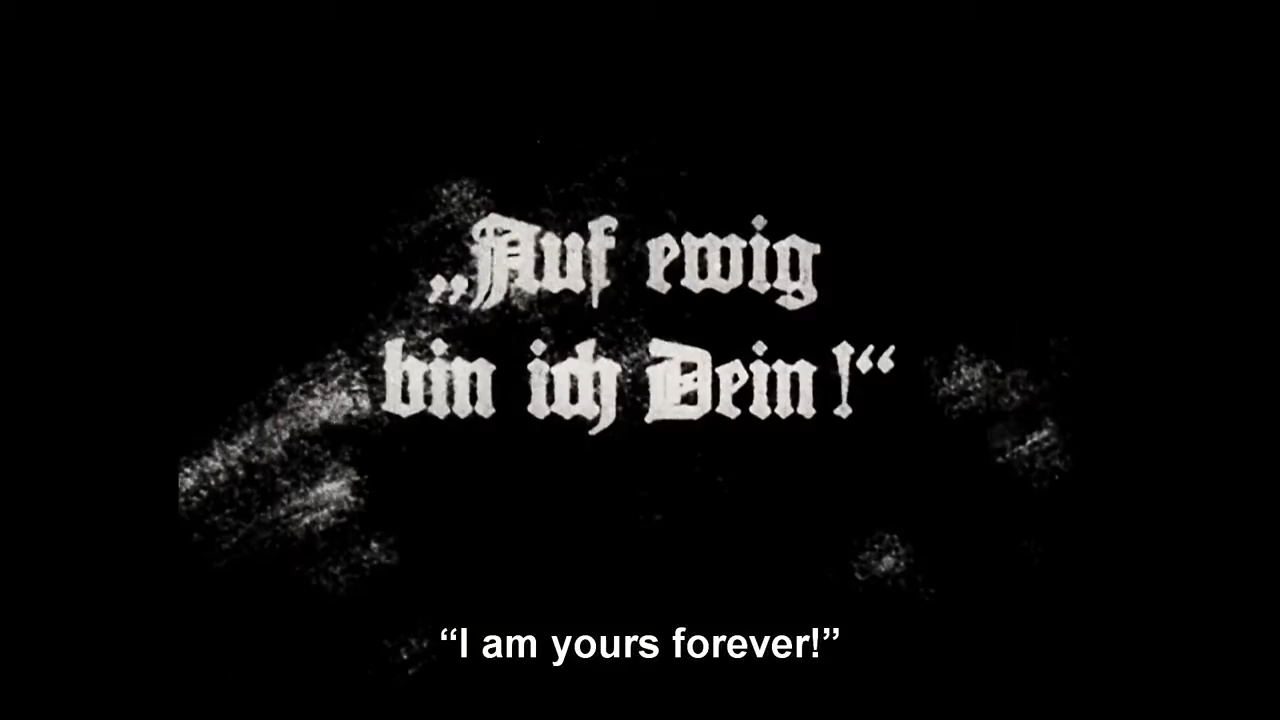 „Auf ewig
bin ich Dein!“
“I am yours forever!”